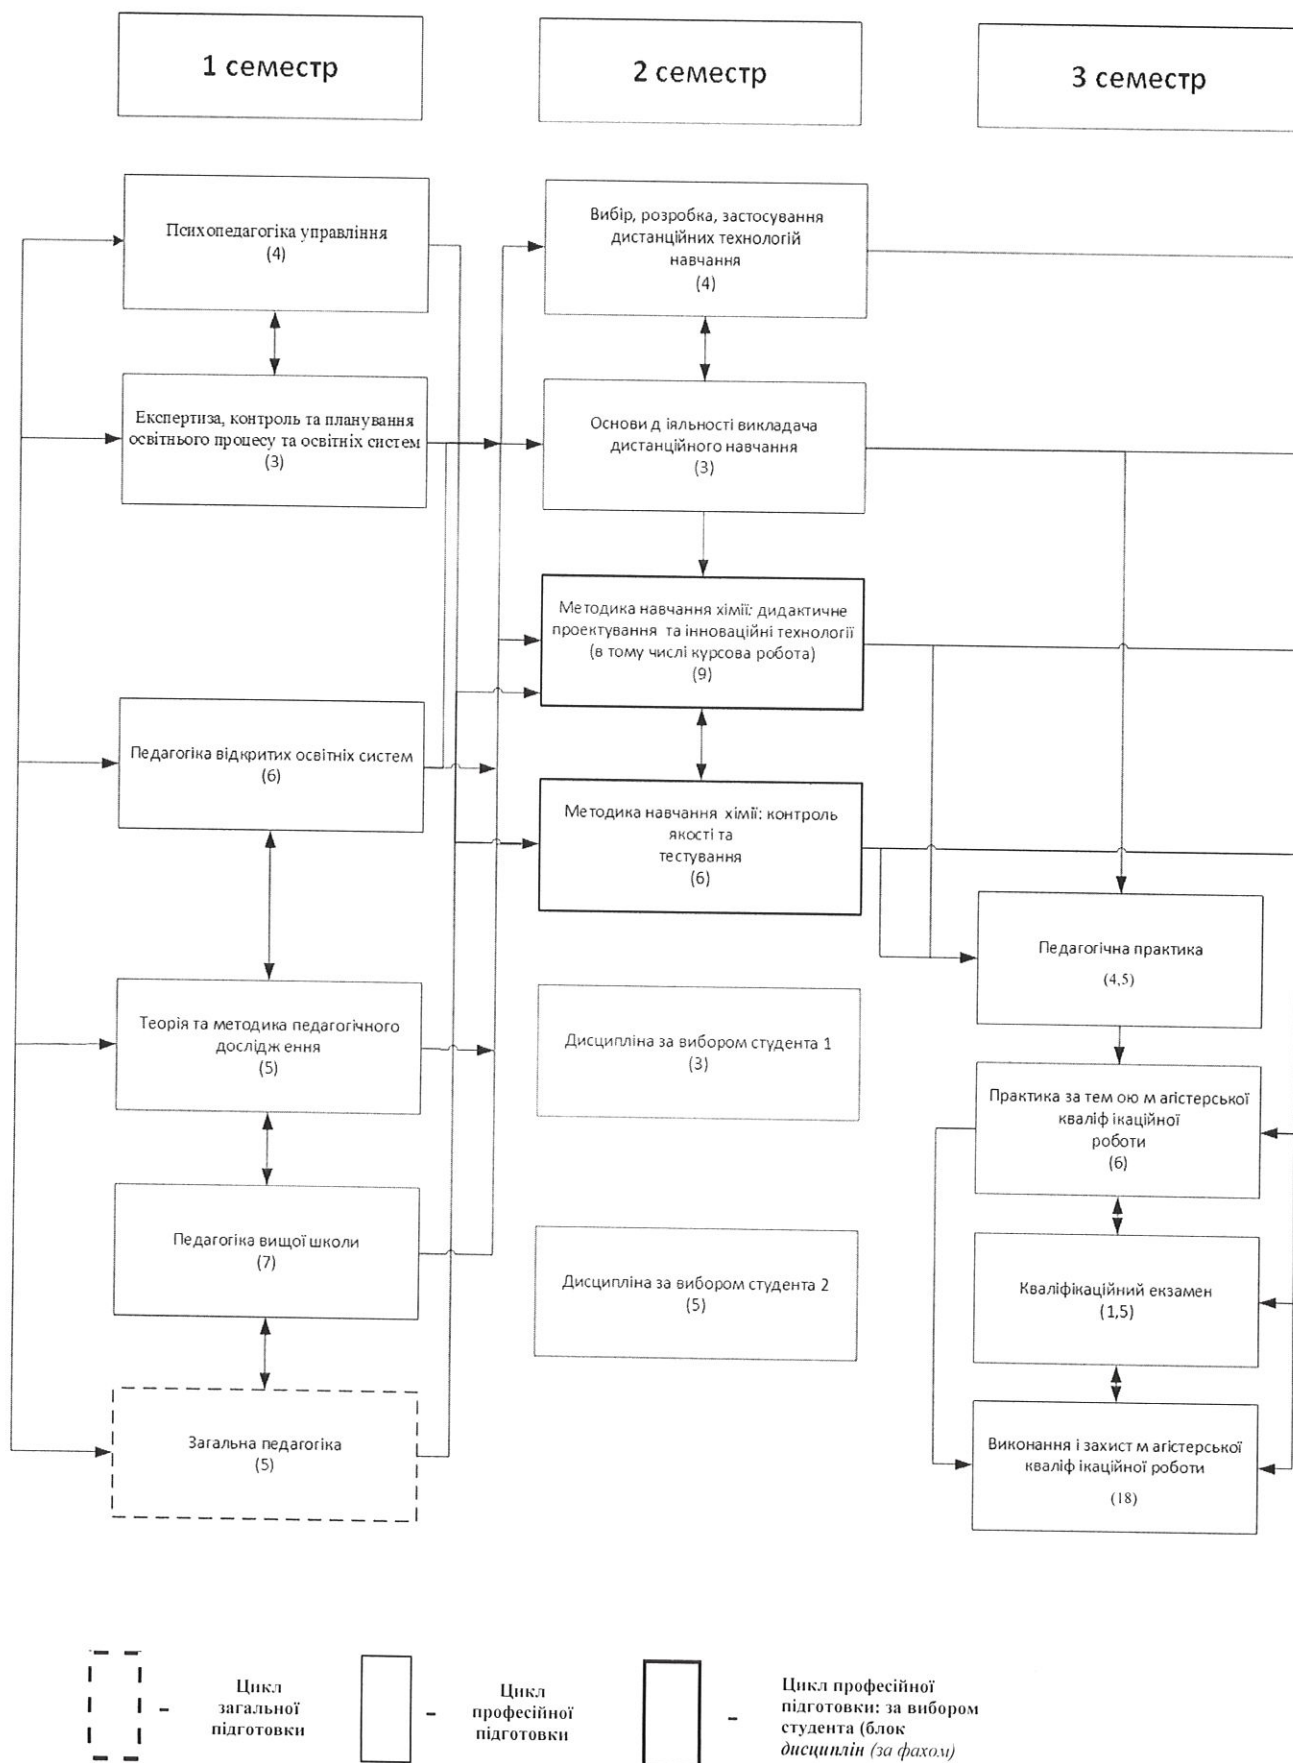 1 семестр
2 семестр
3 семестр
Психопедагогіка управління
(4)
Експертиза, контроль та планування
освітнього процесу та освітніх систем
(3)
Педагогіка відкритих освітніх систем
(6)
Теорія та методика педагогічного
дослідж ення
(5)
Педагогіка вищої школи
(7)
Загальна педагогіка
(5)
Вибір, розробка, застосування
дистанційних технологій
навчання
(4)
Основи д іяльності викладача
дистанційного навчання
(3)
Методика навчання хімії: дидактичне
проектування та інноваційні технології
(в тому числі курсова робота)
(9)
Методика навчання хімії: контроль
якості та
тестування
(6)
Дисципліна за вибором студента 1
(3)
Дисципліна за вибором студента 2
(5)
Педагогічна практика
(4,5)
Практика за тем ою м агістерської
кваліф ікаційної
роботи
(6)
Кваліфікаційний екзамен
(1,5)
Виконання і захист м агістерської
кваліф ікаційної роботи
(18)
- Цикл
загальної
підготовки
- Цикл
професійної
підготовки
- Цикл професійної
підготовки: за вибором
студента (блок
дисциплін (за фахом)